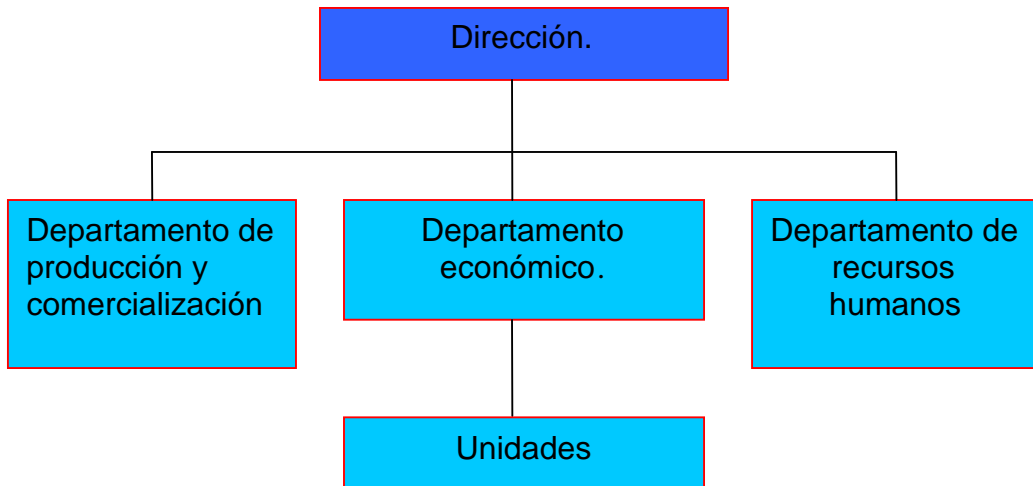 Dirección.
Departamento de
producción y
comercialización
Departamento
económico.
Departamento de
recursos
humanos
Unidades